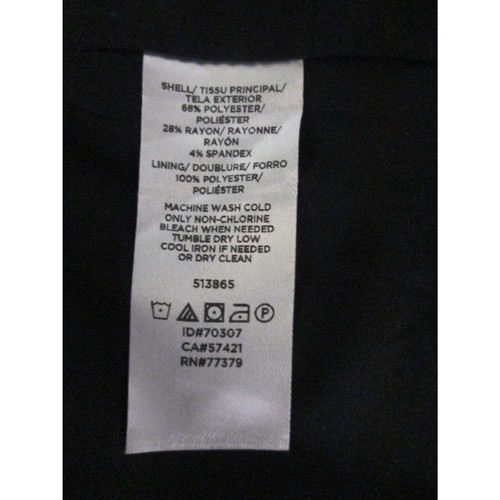 SHELL/ TISSU PRINCIPAL/
TELA EXTERIOR
68% POLYESTER/
POLIÉSTER
28% RAYON/ RAYONNE/
RAYÓN
4% SPANDEX
LINING/ DOUBLURE/ FORRO
100% POLYESTER/
POLIÉSTER
MACHINE WASH COLD
ONLY NON-CHLORINE
BLEACH WHEN NEEDED
TUMBLE DRY LOW
COOL IRON IF NEEDED
OR DRY CLEAN
513865
P
ID#70307
CA#57421
RN#77379